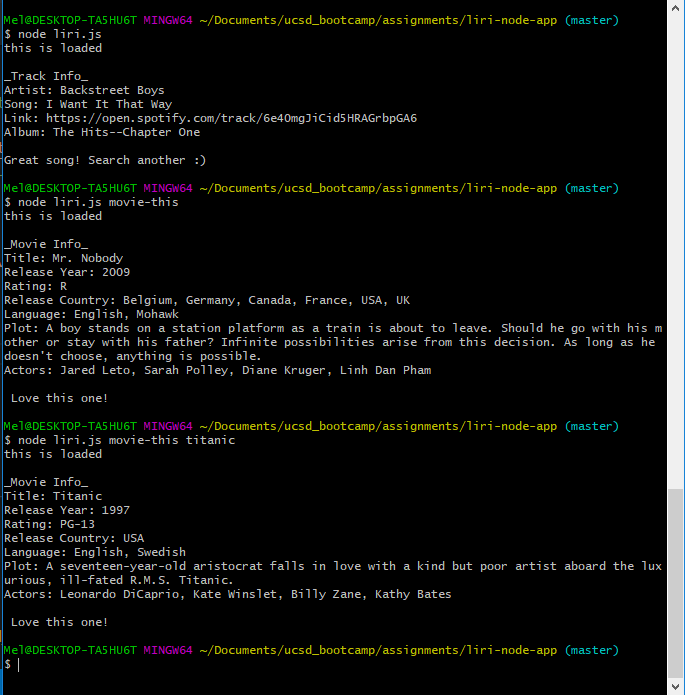 Mel@DESKTOP-TA5HU6T MINGW64 ~/Documents/ucsd_bootcamp/assignments/liri-node-app (master)
$ node liri.js
this is loaded
_Track Info_
Artist: Backstreet Boys
Song: I Want It That Way
Link: https://open.spotify.com/track/6e40mgJiCid5HRAGrbpGA6
Album: The Hits--Chapter One
Great song! Search another :)
Mel@DESKTOP-TA5HU6T MINGW64 ~/Documents/ucsd_bootcamp/assignments/liri-node-app (master)
$ node liri.js movie-this
this is loaded
_Movie Info_
Title: Mr. Nobody
Release Year: 2009
Rating: R
Release Country: Belgium, Germany, Canada, France, USA, UK
Language: English, Mohawk
Plot: A boy stands on a station platform as a train is about to leave. Should he go with his m
other or stay with his father? Infinite possibilities arise from this decision. As long as he
doesn't choose, anything is possible.
Actors: Jared Leto, Sarah Polley, Diane Kruger, Linh Dan Pham
Love this one!
Mel@DESKTOP-TA5HU6T MINGW64 ~/Documents/ucsd_bootcamp/assignments/liri-node-app (master)
$ node liri.js movie-this titanic
this is loaded
_Movie Info_
Title: Titanic
Release Year: 1997
Rating: PG-13
Release Country: USA
Language: English, Swedish
Plot: A seventeen-year-old aristocrat falls in love with a kind but poor artist aboard the lux
urious, ill-fated R.M.S. Titanic.
Actors: Leonardo DiCaprio, Kate Winslet, Billy Zane, Kathy Bates
Love this one!
Mel@DESKTOP-TA5HU6T MINGW64 ~/Documents/ucsd_bootcamp/assignments/liri-node-app (master)
$